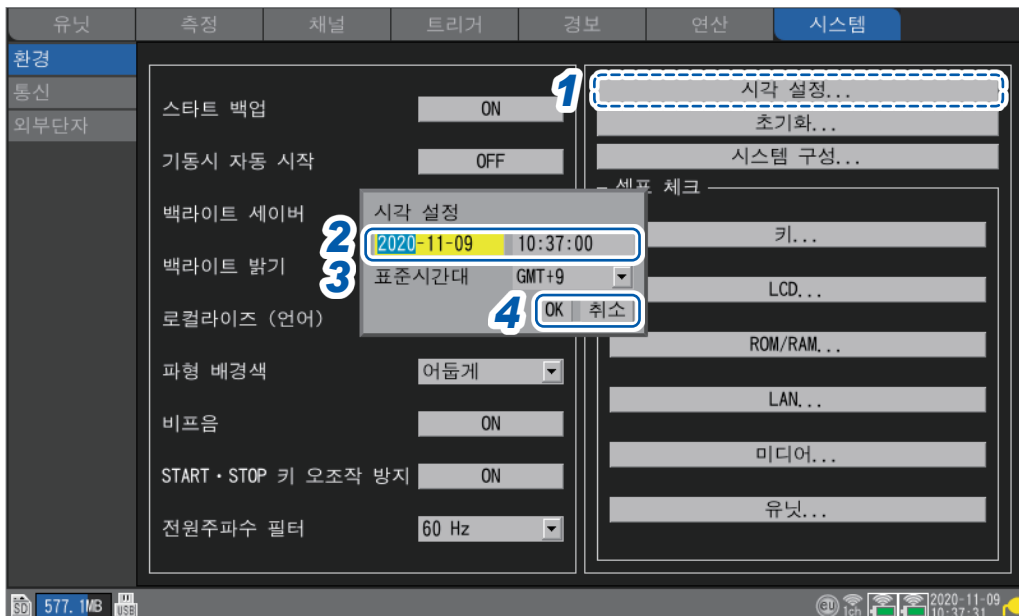 유닛 측정 채널 트리거 경보 연산 시스템
환경
통신
외부단자
스타트 백업 ON
기동시 자동 시작 OFF
백라이트 세이버
백라이트 밝기
로컬라이즈 (언어)
파형 배경색 어둡게
비프음 ON
START・STOP 키 오조작 방지 ON
전원주파수 필터 60 Hz
1 시각 설정...
초기화...
시스템 구성...
셀프 체크
키...
LCD...
ROM/RAM...
LAN...
미디어...
유닛...
시각 설정
2 2020-11-09 10:37:00
3 표준시간대 GMT+9
4 OK 취소
SD 577.1MB USB
EU 1ch 2020-11-09
10:37:31